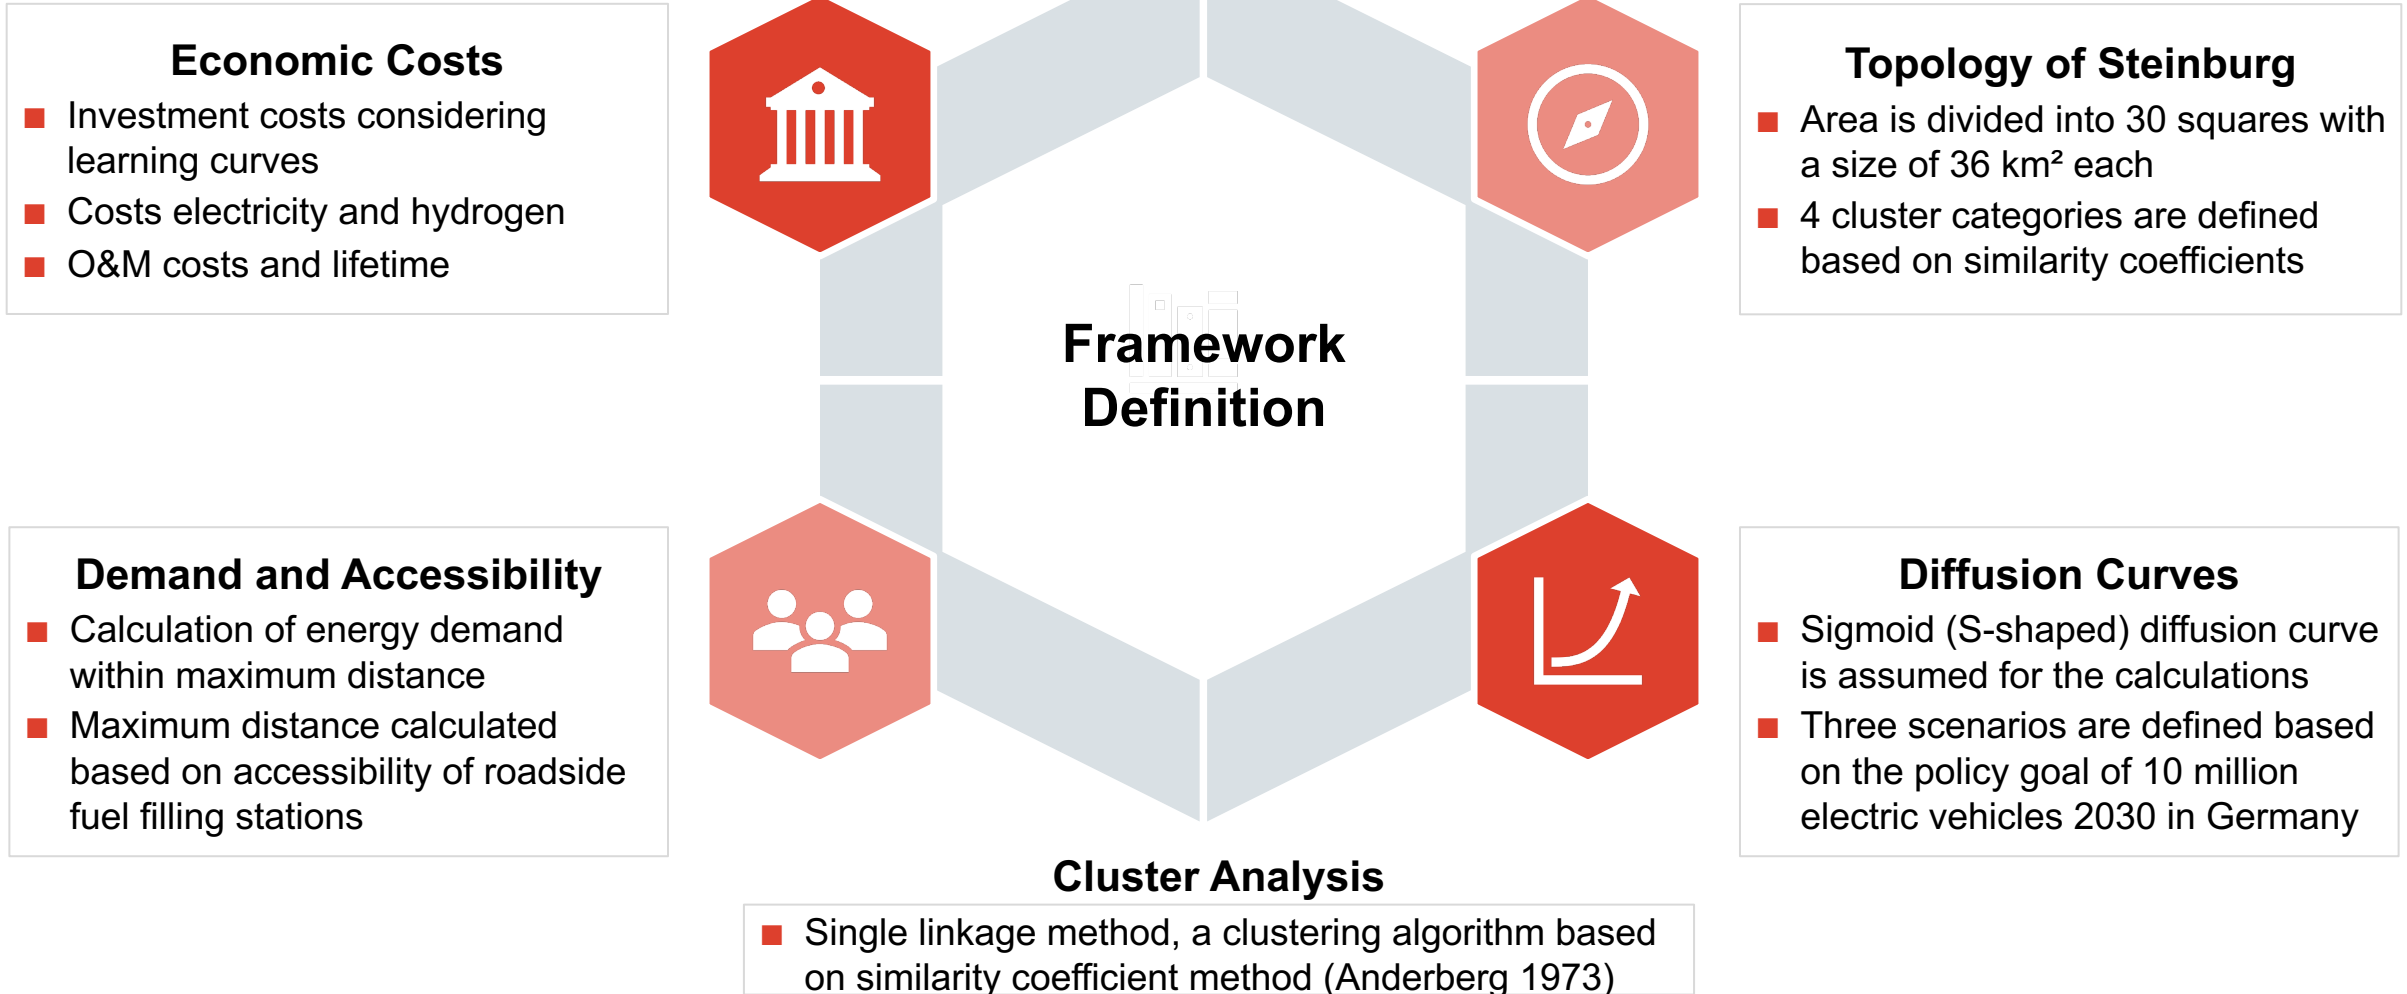 Economic Costs
■ Investment costs considering
learning curves
■ Costs electricity and hydrogen
■ O&M costs and lifetime
Topology of Steinburg
■ Area is divided into 30 squares with
a size of 36 km² each
■ 4 cluster categories are defined
based on similarity coefficients
Framework
Definition
Demand and Accessibility
■ Calculation of energy demand
within maximum distance
■ Maximum distance calculated
based on accessibility of roadside
fuel filling stations
Diffusion Curves
■ Sigmoid (S-shaped) diffusion curve
is assumed for the calculations
■ Three scenarios are defined based
on the policy goal of 10 million
electric vehicles 2030 in Germany
Cluster Analysis
■ Single linkage method, a clustering algorithm based
on similarity coefficient method (Anderberg 1973)